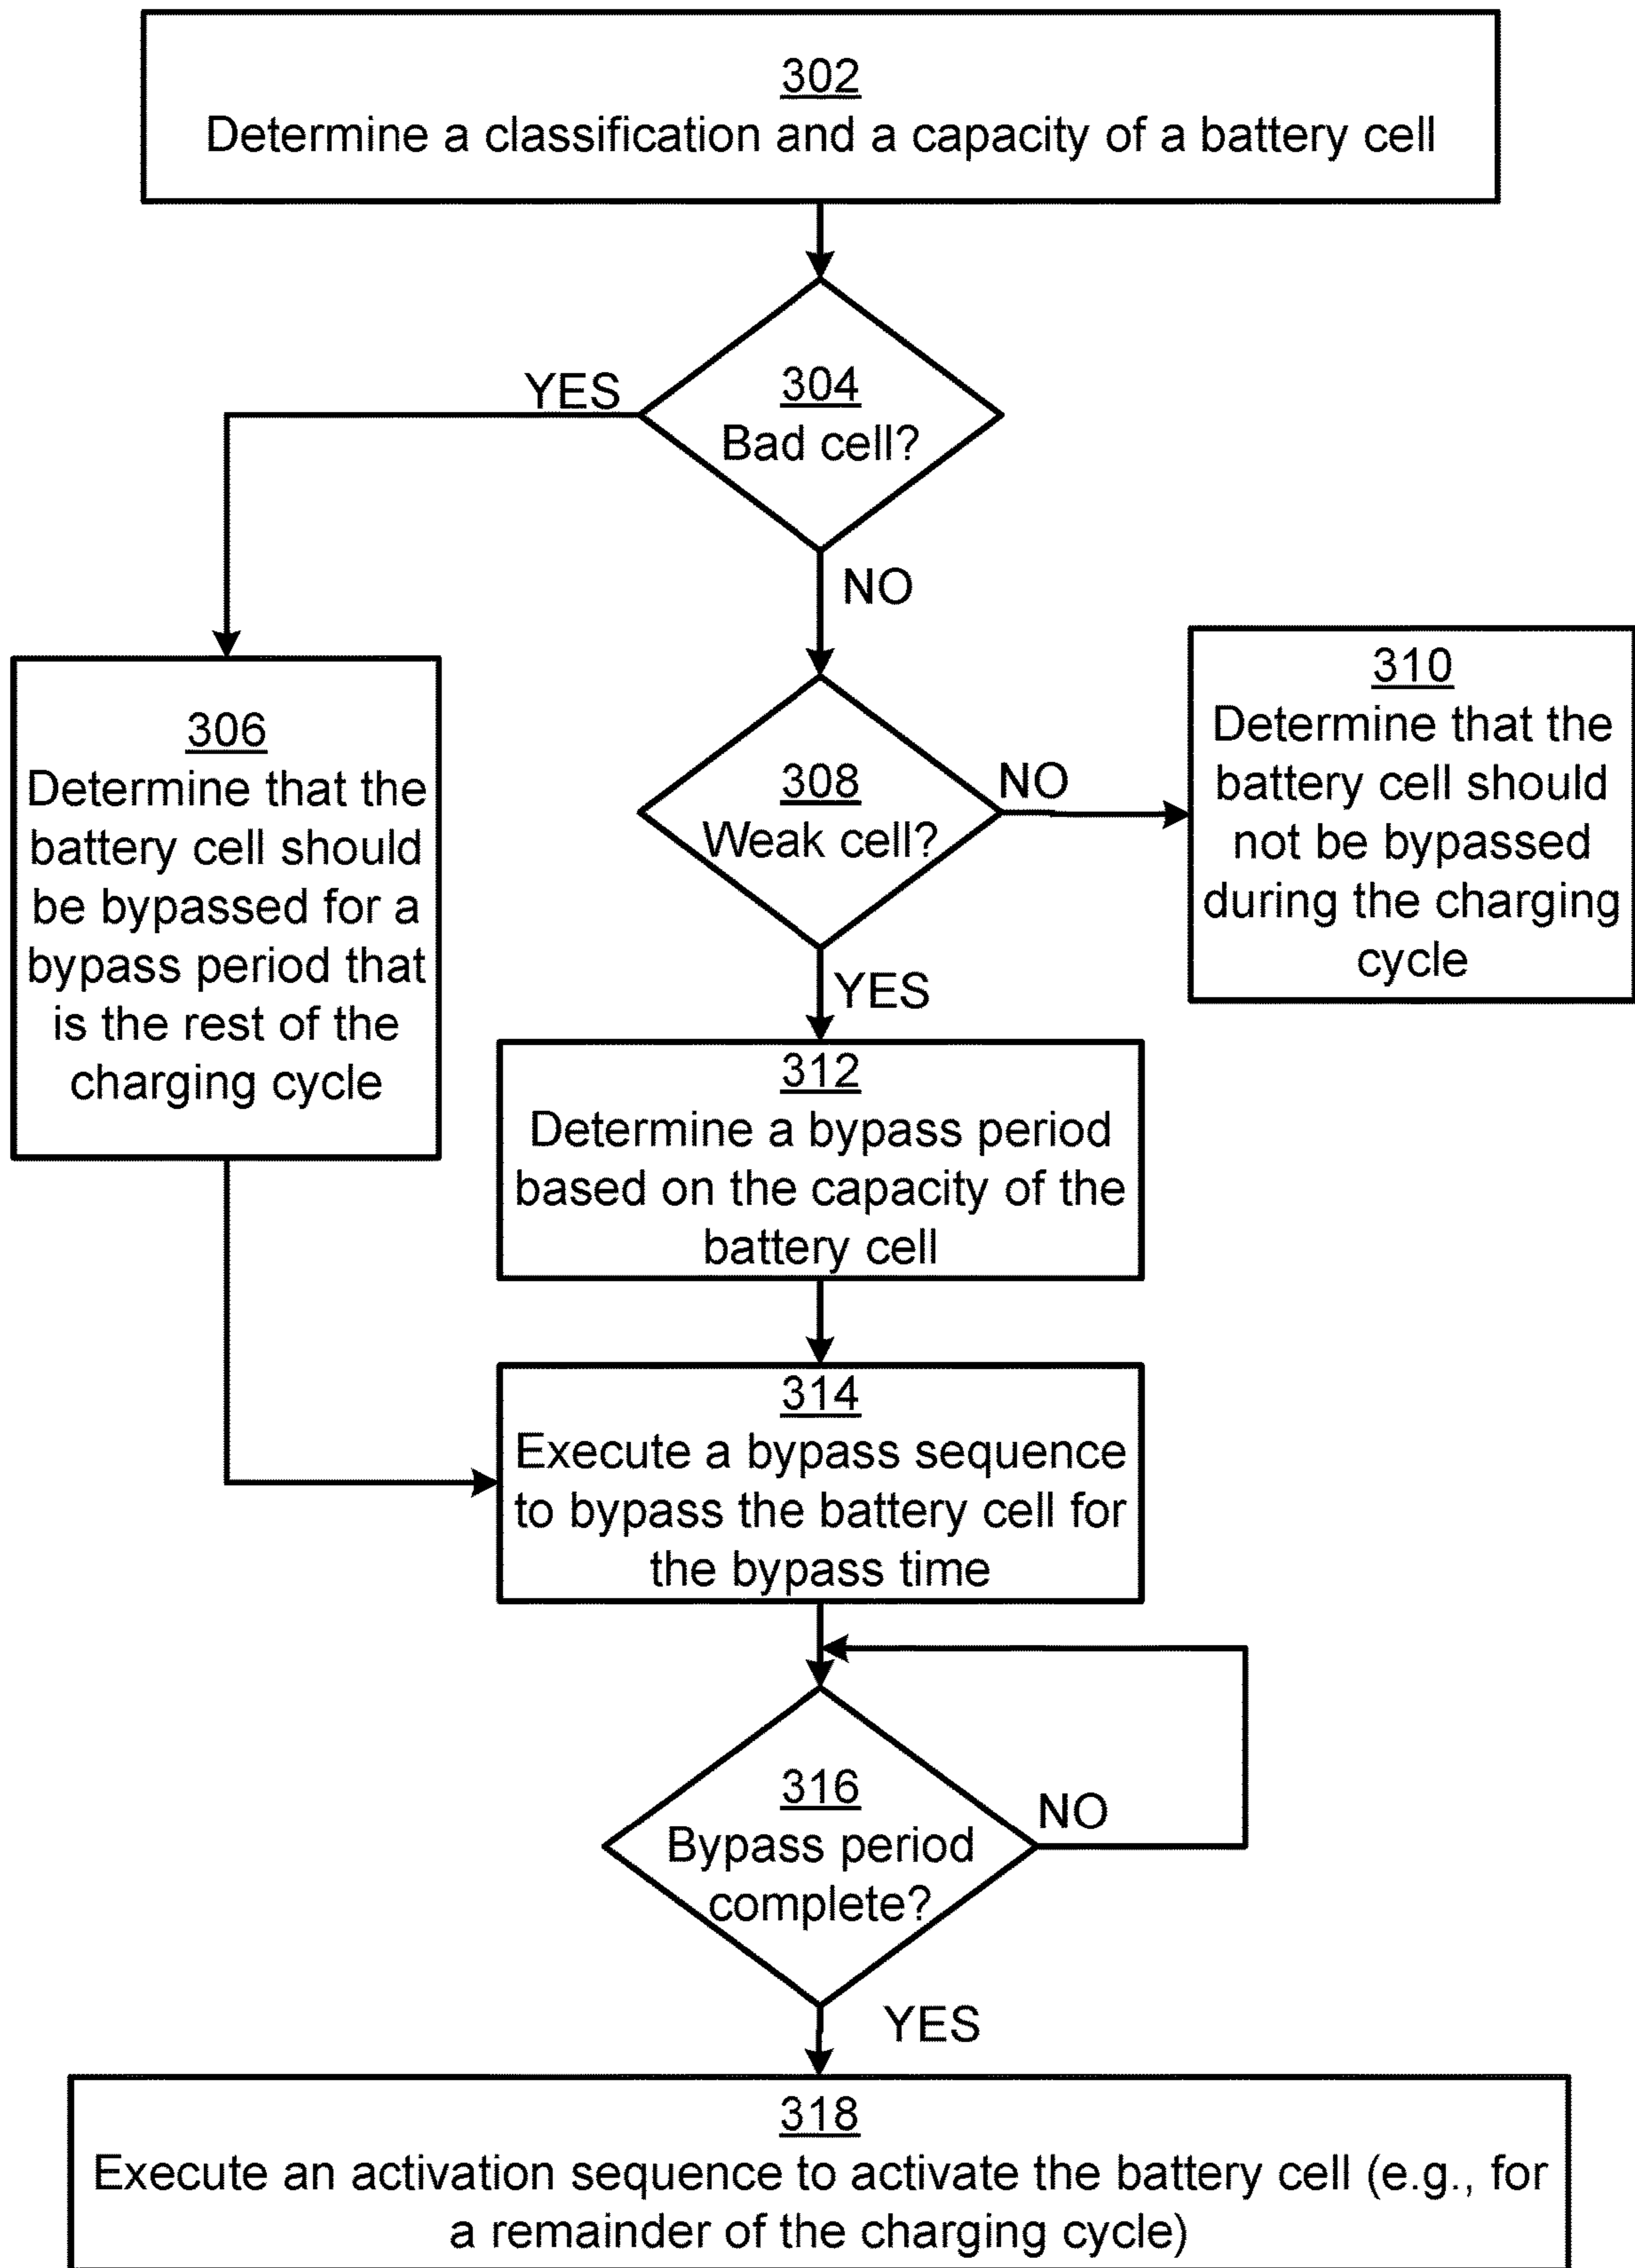 302
Determine a classification and a capacity of a battery cell
304
Bad cell?
YES
NO
306
Determine that the
battery cell should
be bypassed for a
bypass period that
is the rest of the
charging cycle
308
Weak cell?
NO
YES
310
Determine that the
battery cell should
not be bypassed
during the charging
cycle
312
Determine a bypass period
based on the capacity of the
battery cell
314
Execute a bypass sequence
to bypass the battery cell for
the bypass time
316
Bypass period
complete?
NO
YES
318
Execute an activation sequence to activate the battery cell (e.g., for
a remainder of the charging cycle)